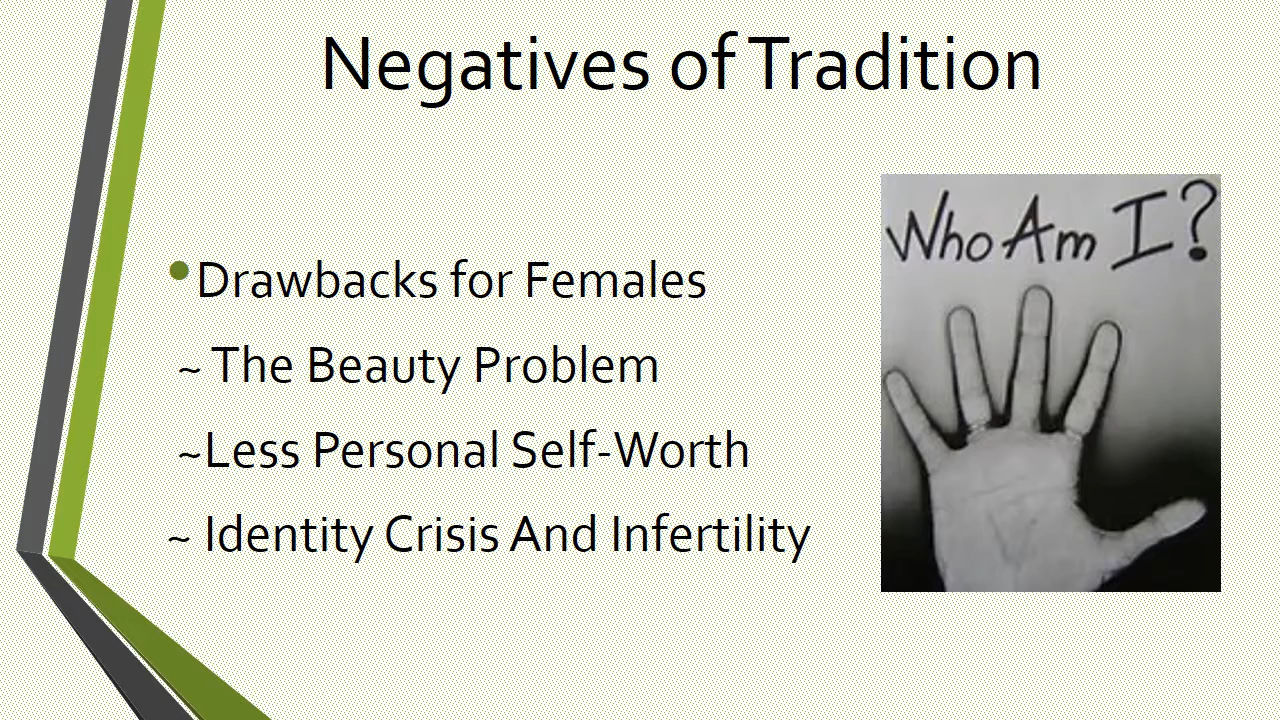 Negatives of Tradition
Who Am I?
•Drawbacks for Females
~ The Beauty Problem
~Less Personal Self-Worth
~ Identity Crisis And Infertility